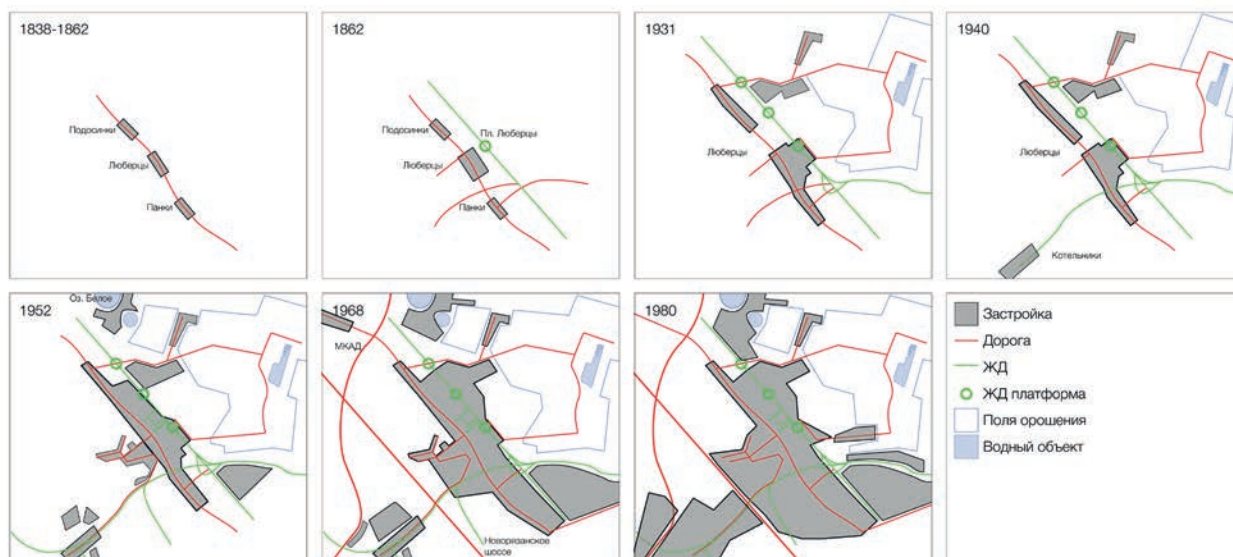 1838-1862
Подосинки
Люберцы
Панки
1862
Подосинки
Пл. Люберцы
Люберцы
Панки
1931
Люберцы
1940
Люберцы
Котельники
1952
Оз. Белое
1968
МКАД
Новорязанское
шоссе
1980
Застройка
Дорога
ЖД
ЖД платформа
Поля орошения
Водный объект